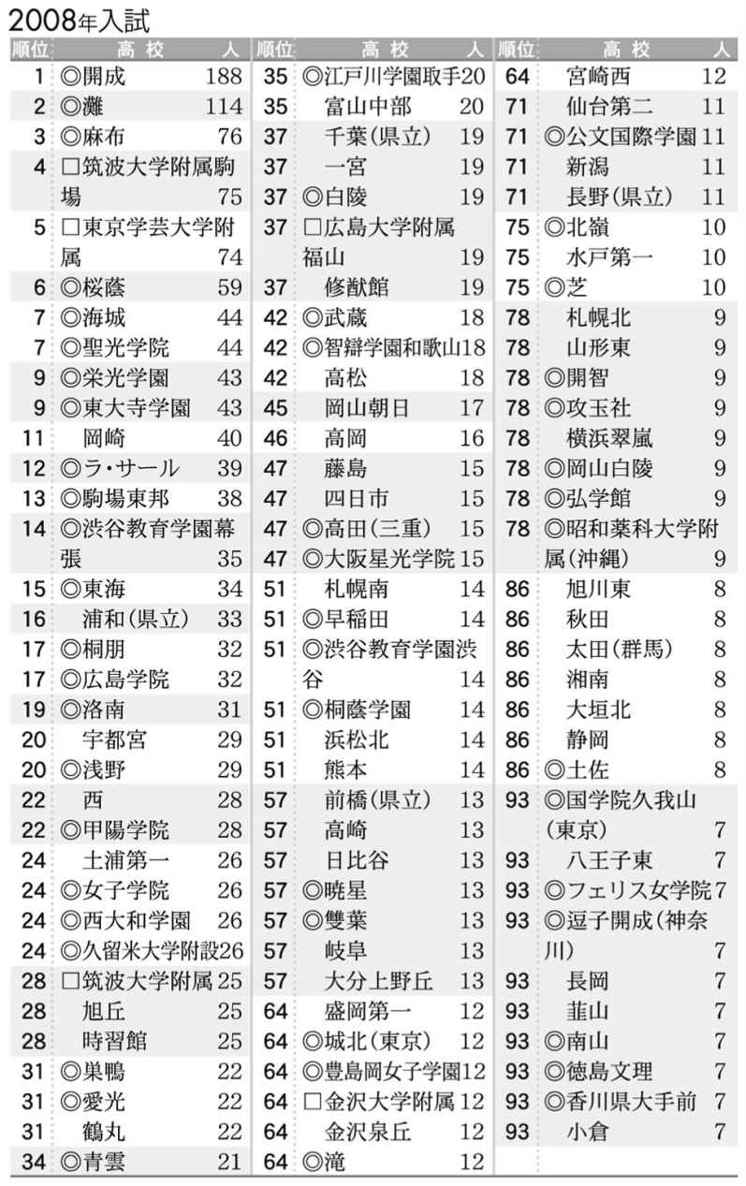 2008年入試
順位 高校 人
1 ◎開成 188
2 ◎灘 114
3 ◎麻布 76
4 □筑波大学附属駒
場 75
5 □東京学芸大学附
属 74
6 ◎桜蔭 59
7 ◎海城 44
7 ◎聖光学院 44
9 ◎栄光学園 43
9 ◎東大寺学園 43
11 岡崎 40
12 ◎ラ・サール 39
13 ◎駒場東邦 38
14 ◎渋谷教育学園幕
張 35
15 ◎東海 34
16 浦和(県立) 33
17 ◎桐朋 32
17 ◎広島学院 32
19 ◎洛南 31
20 宇都宮 29
20 ◎浅野 29
22 西 28
22 ◎甲陽学院 28
24 土浦第一 26
24 ◎女子学院 26
24 ◎西大和学園 26
24 ◎久留米大学附設 26
28 □筑波大学附属 25
28 旭丘 25
28 時習館 25
31 ◎巣鴨 22
31 ◎愛光 22
31 鶴丸 22
34 ◎青雲 21
順位 高校 人
35 ◎江戸川学園取手 20
35 富山中部 20
37 千葉(県立) 19
37 一宮 19
37 ◎白陵 19
37 □広島大学附属
福山 19
37 修猷館 19
42 ◎武蔵 18
42 ◎智辯学園和歌山 18
42 高松 18
45 岡山朝日 17
46 高岡 16
47 藤島 15
47 四日市 15
47 ◎高田(三重) 15
47 ◎大阪星光学院 15
51 札幌南 14
51 ◎早稲田 14
51 ◎渋谷教育学園渋
谷 14
51 ◎桐蔭学園 14
51 浜松北 14
51 熊本 14
57 前橋(県立) 13
57 高崎 13
57 日比谷 13
57 ◎暁星 13
57 ◎雙葉 13
57 岐阜 13
57 大分上野丘 13
64 盛岡第一 12
64 ◎城北(東京) 12
64 ◎豊島岡女子学園 12
64 □金沢大学附属 12
64 金沢泉丘 12
64 ◎滝 12
順位 高校 人
64 宮崎西 12
71 仙台第二 11
71 ◎公文国際学園 11
71 新潟 11
71 長野(県立) 11
75 ◎北嶺 10
75 水戸第一 10
75 ◎芝 10
78 札幌北 9
78 山形東 9
78 ◎開智 9
78 ◎攻玉社 9
78 横浜翠嵐 9
78 ◎岡山白陵 9
78 ◎弘学館 9
78 ◎昭和薬科大学附
属(沖縄) 9
86 旭川東 8
86 秋田 8
86 太田(群馬) 8
86 湘南 8
86 大垣北 8
86 静岡 8
86 ◎土佐 8
93 ◎国学院久我山
(東京) 7
93 八王子東 7
93 ◎フェリス女学院 7
93 ◎逗子開成(神奈
川) 7
93 長岡 7
93 韮山 7
93 ◎南山 7
93 ◎徳島文理 7
93 ◎香川県大手前 7
93 小倉 7